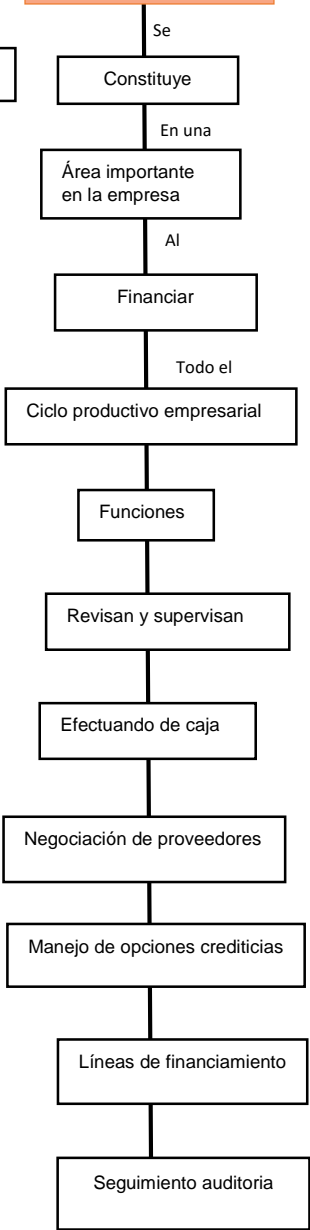 Se
Constituye
En una
Área importante
en la empresa
Al
Financiar
Todo el
Ciclo productivo empresarial
Funciones
Revisan y supervisan
Efectuando de caja
Negociación de proveedores
Manejo de opciones crediticias
Líneas de financiamiento
Seguimiento auditoria